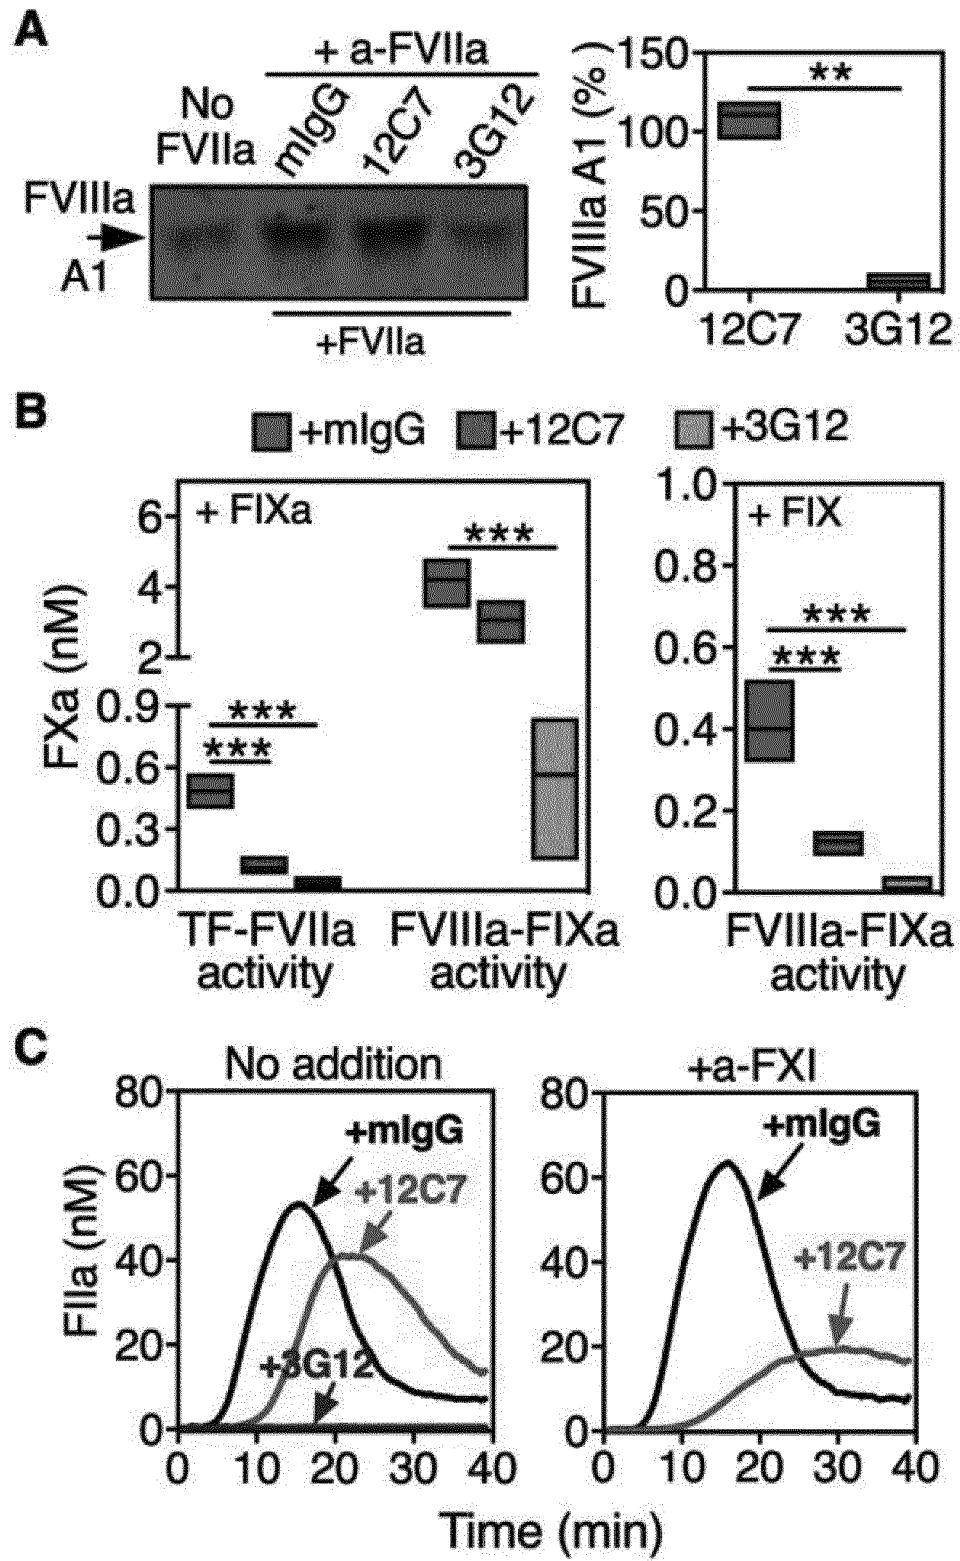 A
+ a-FVIIa
No
FVIIa
mIgG
12C7
3G12
FVIIIa
A1
+FVIIa
FVIIIa A1 (%)
150
100
50
0
**
12C7
3G12
B
+mIgG
+12C7
+3G12
FXa (nM)
+ FIXa
6
4
2
0.9
0.6
0.3
0.0
***
***
***
TF-FVIIa
activity
FVIIIa-FIXa
activity
+ FIX
1.0
0.8
0.6
0.4
0.2
0.0
***
***
FVIIIa-FIXa
activity
C
No addition
FIIa (nM)
80
60
40
20
0
+mIgG
+12C7
+3G12
0 10 20 30 40
+a-FXI
80
60
40
20
0
+mIgG
+12C7
0 10 20 30 40
Time (min)